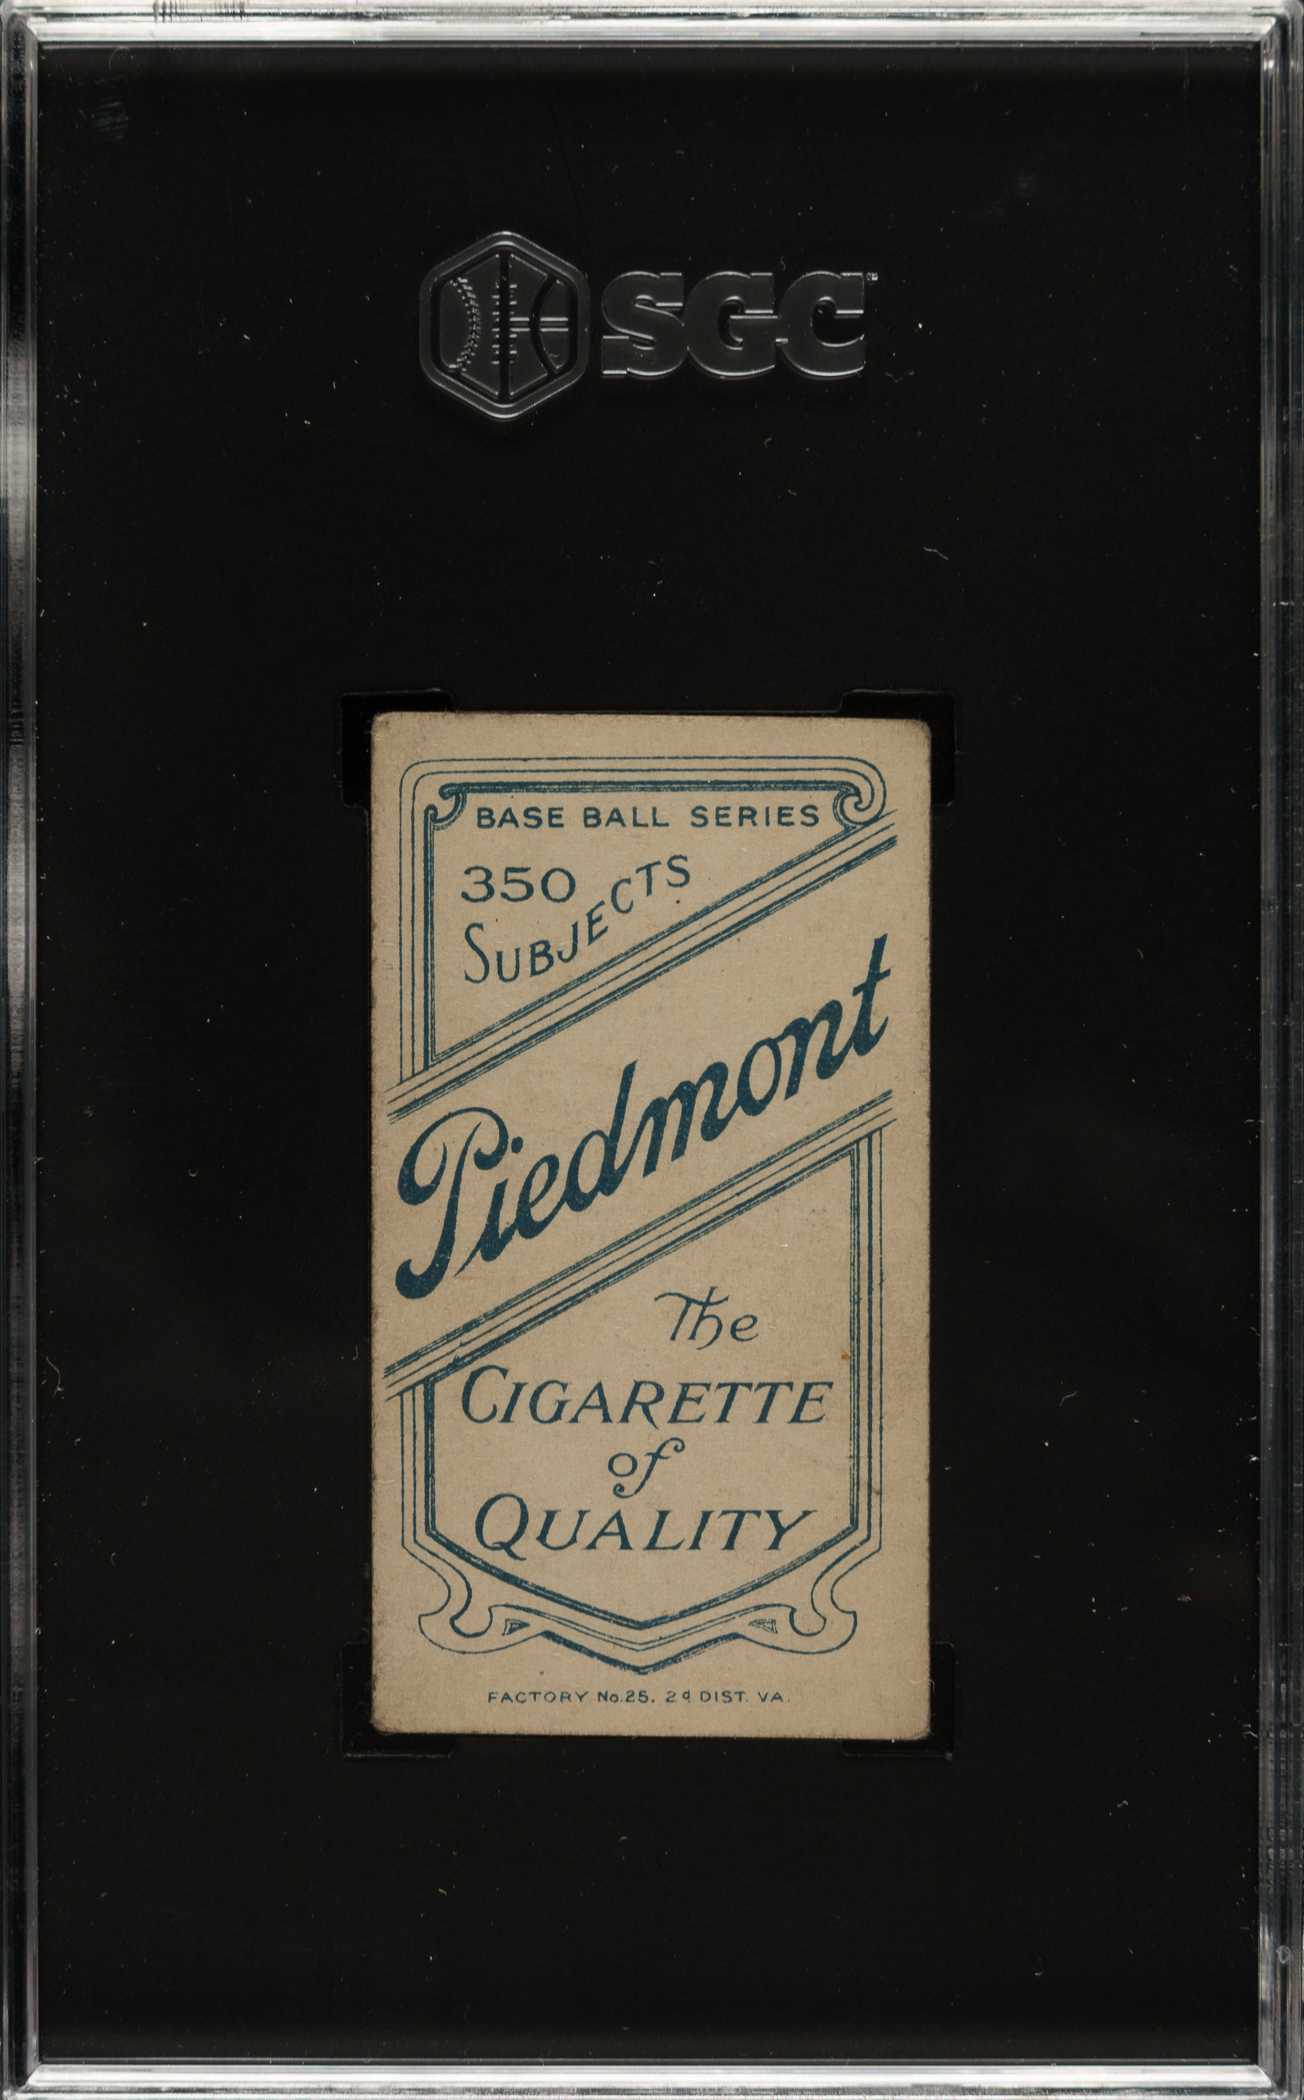 SGC
BASE BALL SERIES
350
SUBJECTS
Piedmont
The
CIGARETTE
of
QUALITY
FACTORY No.25. 2d DIST. VA.